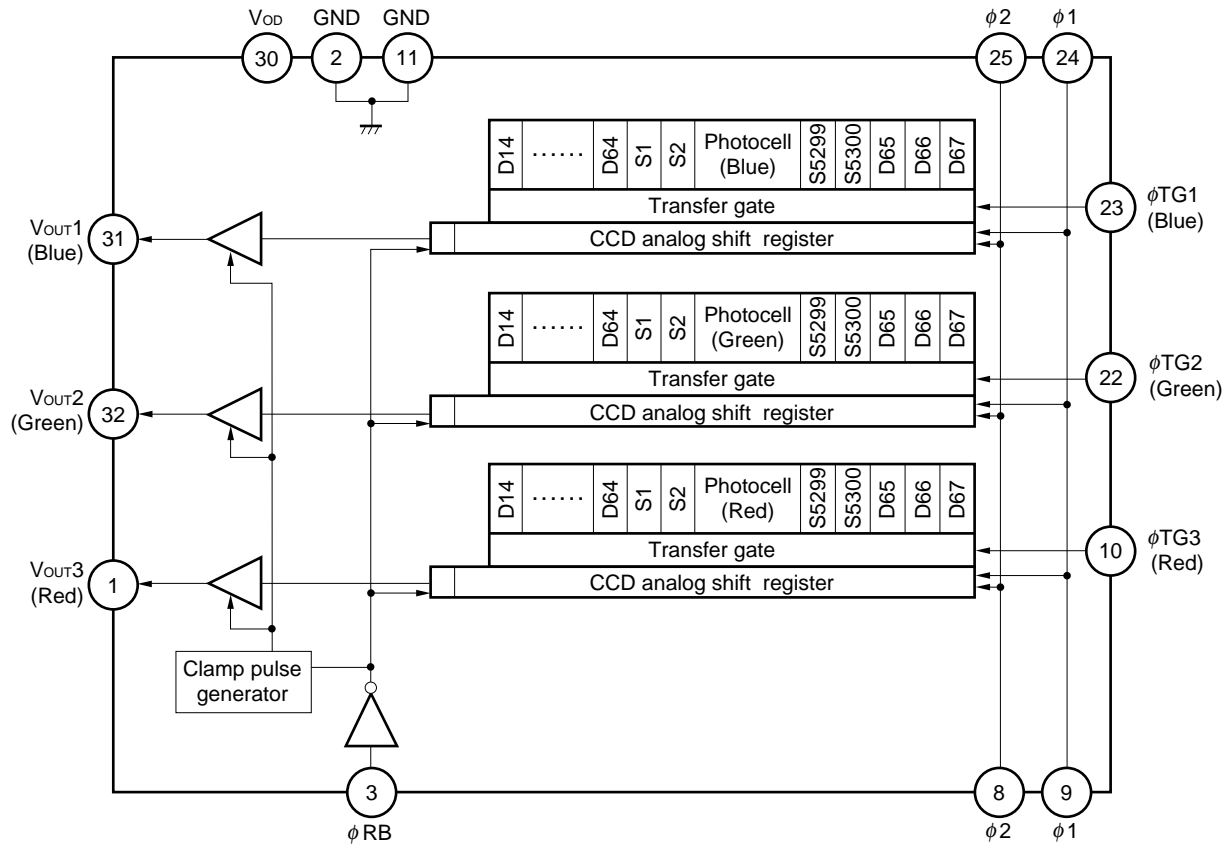 VOD GND GND φ2 φ1
30 2 11 25 24
D14 ...... D64 S1 S2 Photocell (Blue) S5299 S5300 D65 D66 D67
Transfer gate
23 φTG1 (Blue)
VOUT1 (Blue) 31
CCD analog shift register
D14 ...... D64 S1 S2 Photocell (Green) S5299 S5300 D65 D66 D67
Transfer gate
22 φTG2 (Green)
VOUT2 (Green) 32
CCD analog shift register
D14 ...... D64 S1 S2 Photocell (Red) S5299 S5300 D65 D66 D67
Transfer gate
10 φTG3 (Red)
VOUT3 (Red) 1
CCD analog shift register
Clamp pulse
generator
3 8 9
φRB φ2 φ1